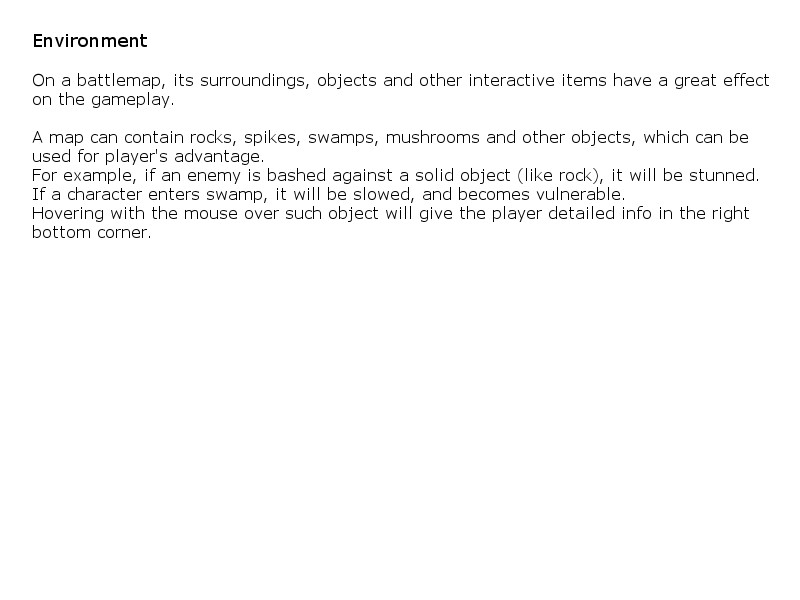 Environment
On a battlemap, its surroundings, objects and other interactive items have a great effect
on the gameplay.
A map can contain rocks, spikes, swamps, mushrooms and other objects, which can be
used for player's advantage.
For example, if an enemy is bashed against a solid object (like rock), it will be stunned.
If a character enters swamp, it will be slowed, and becomes vulnerable.
Hovering with the mouse over such object will give the player detailed info in the right
bottom corner.